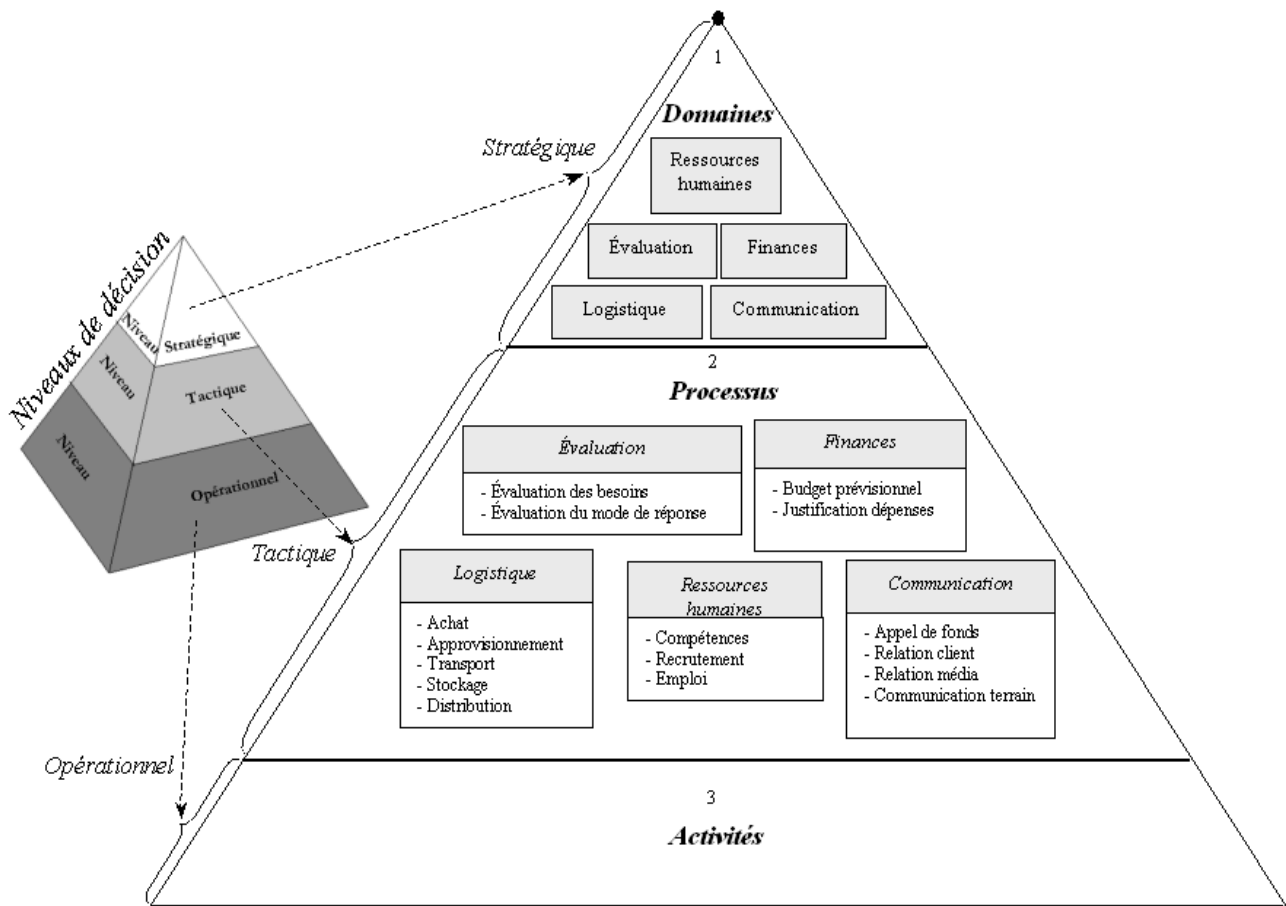 Niveaux de décision
Niveau
Stratégique
Niveau
Tactique
Niveau
Opérationnel
Stratégique
Tactique
Opérationnel
1
Domaines
Ressources
humaines
Évaluation
Finances
Logistique
Communication
2
Processus
Évaluation
- Évaluation des besoins
- Évaluation du mode de réponse
Finances
- Budget prévisionnel
- Justification dépenses
Logistique
- Achat
- Approvisionnement
- Transport
- Stockage
- Distribution
Ressources
humaines
- Compétences
- Recrutement
- Emploi
Communication
- Appel de fonds
- Relation client
- Relation média
- Communication terrain
3
Activités